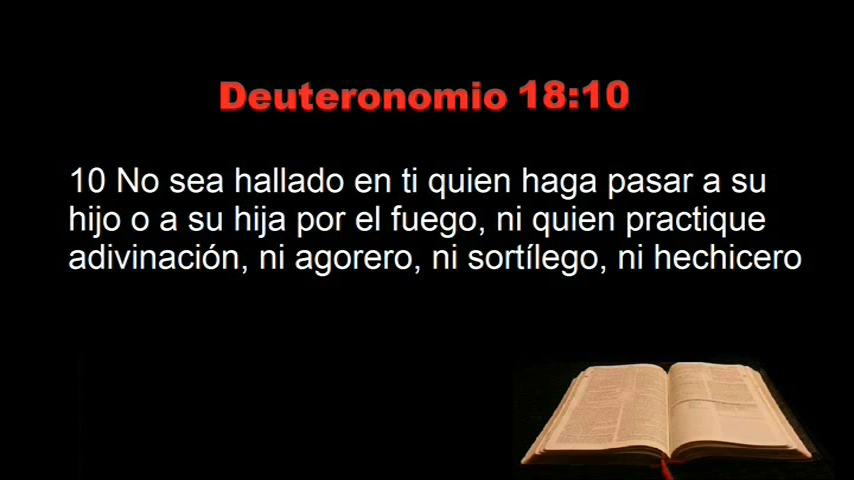 Deuteronomio 18:10
10 No sea hallado en ti quien haga pasar a su
hijo o a su hija por el fuego, ni quien practique
adivinación, ni agorero, ni sortílego, ni hechicero